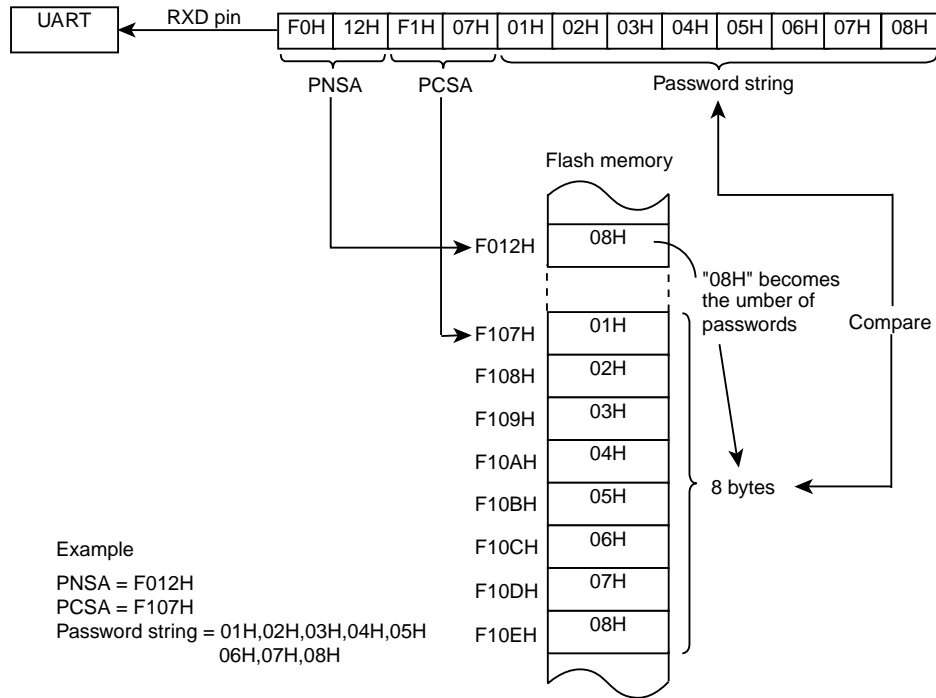 UART
RXD pin
F0H 12H F1H 07H 01H 02H 03H 04H 05H 06H 07H 08H
PNSA
PCSA
Password string
Flash memory
F012H 08H
"08H" becomes
the umber of
passwords
Compare
F107H 01H
F108H 02H
F109H 03H
F10AH 04H
F10BH 05H
F10CH 06H
F10DH 07H
F10EH 08H
8 bytes
Example
PNSA = F012H
PCSA = F107H
Password string = 01H,02H,03H,04H,05H
06H,07H,08H